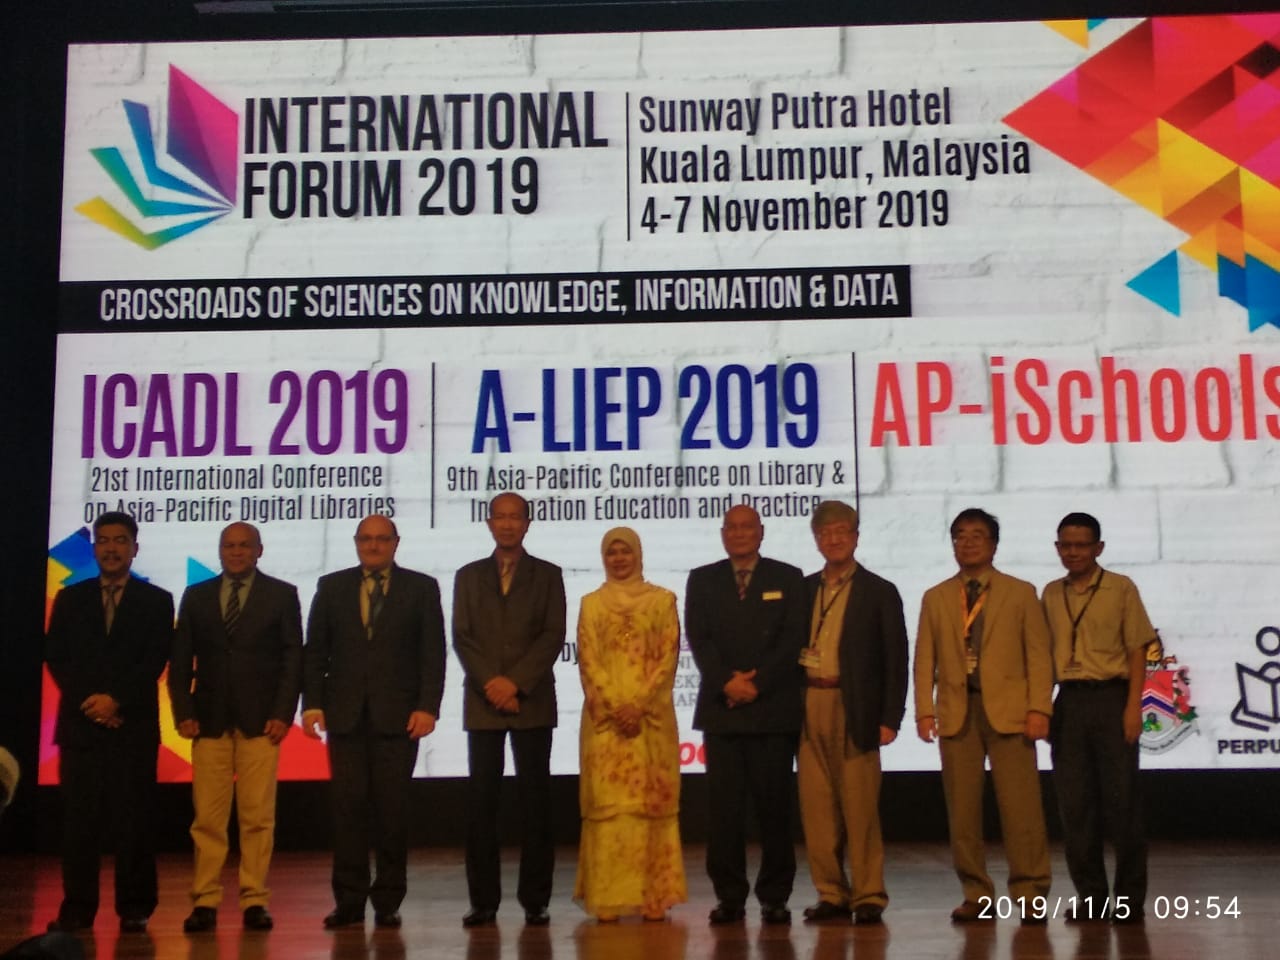 INTERNATIONAL
FORUM 2019
Sunway Putra Hotel
Kuala Lumpur, Malaysia
4-7 November 2019
CROSSROADS OF SCIENCES ON KNOWLEDGE, INFORMATION & DATA
ICADL 2019
21st International Conference
on Asia-Pacific Digital Libraries
A-LIEP 2019
9th Asia-Pacific Conference on Library &
Information Education and Practice
AP-iSchools
by
PERPU
2019/11/5 09:54